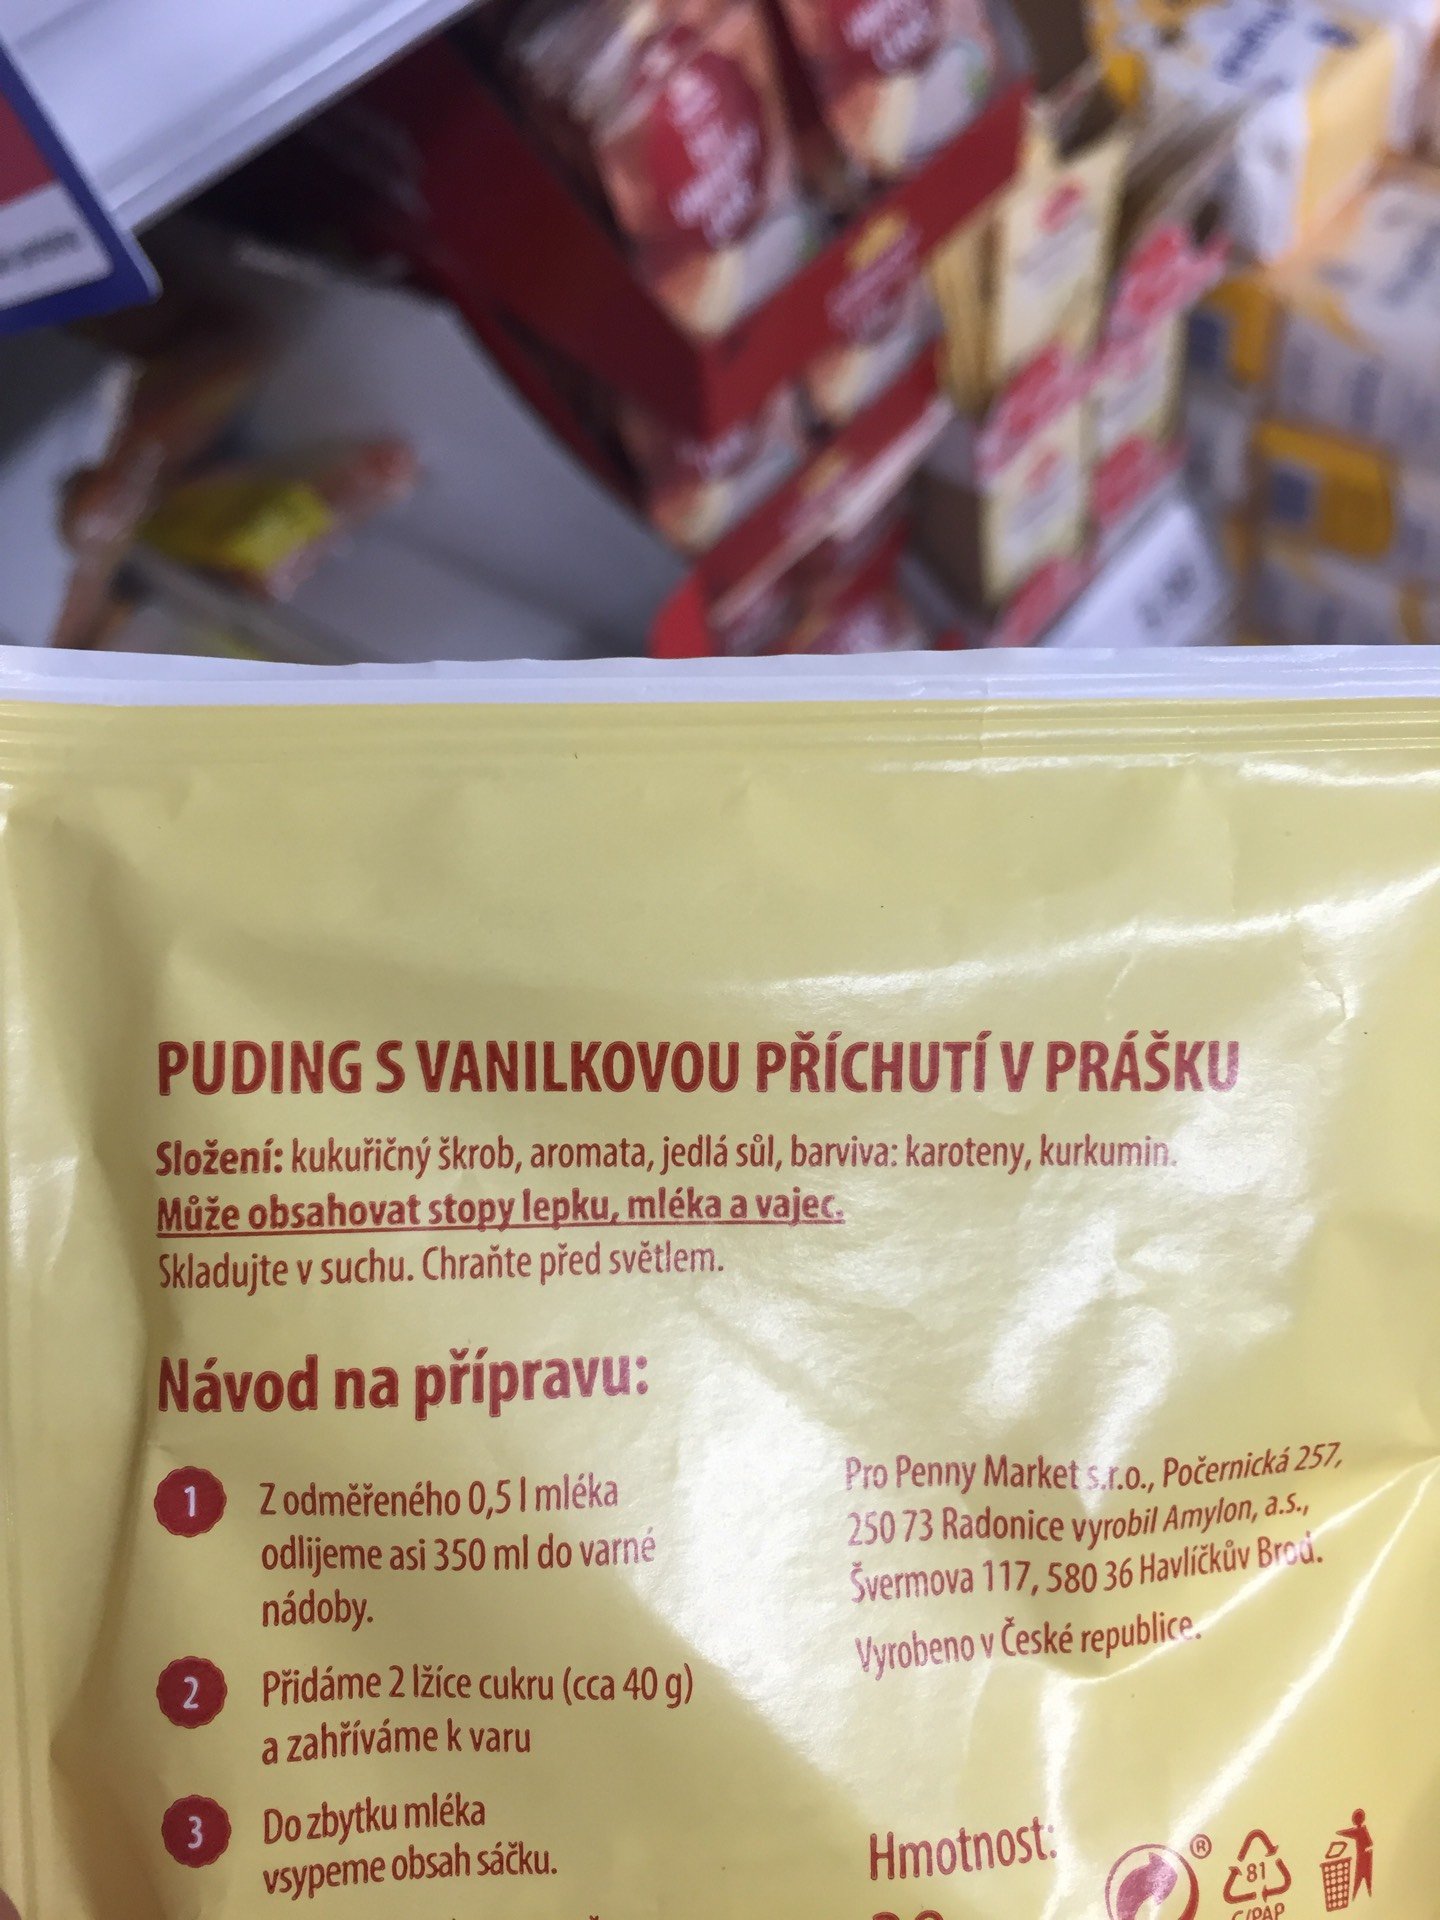 PUDING S VANILKOVOU PŘÍCHUTÍ V PRÁŠKU
Složení: kukuřičný škrob, aromata, jedlá sůl, barviva: karoteny, kurkumin.
Může obsahovat stopy lepku, mléka a vajec.
Skladujte v suchu. Chraňte před světlem.
Návod na přípravu:
1 Z odměřeného 0,5 l mléka
odlijeme asi 350 ml do varné
nádoby.
2 Přidáme 2 lžíce cukru (cca 40 g)
a zahříváme k varu
3 Do zbytku mléka
vsypeme obsah sáčku.
Pro Penny Market s.r.o., Počernická 257,
250 73 Radonice vyrobil Amylon, a.s.,
Švermova 117, 580 36 Havlíčkův Brod.
Vyrobeno v České republice.
Hmotnost:
®
81
C/PAP